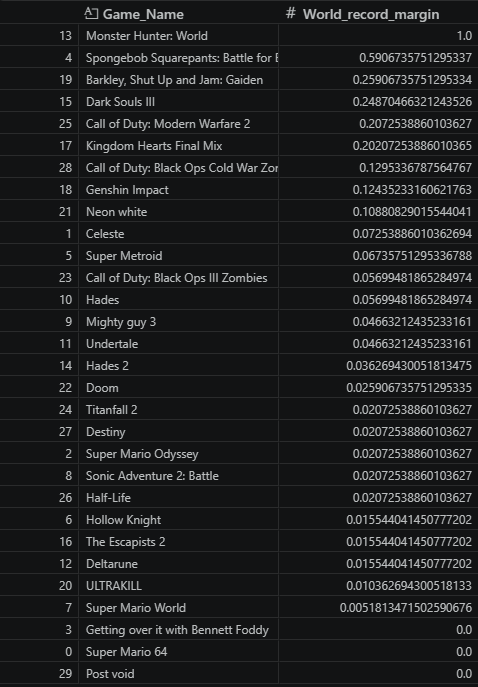 Game_Name # World_record_margin
13 Monster Hunter: World 1.0
4 Spongebob Squarepants: Battle for B 0.5906735751295337
19 Barkley, Shut Up and Jam: Gaiden 0.25906735751295334
15 Dark Souls III 0.24870466321243526
25 Call of Duty: Modern Warfare 2 0.2072538860103627
17 Kingdom Hearts Final Mix 0.20207253886010365
28 Call of Duty: Black Ops Cold War Zor 0.1295336787564767
18 Genshin Impact 0.12435233160621763
21 Neon white 0.10880829015544041
1 Celeste 0.07253886010362694
5 Super Metroid 0.06735751295336788
23 Call of Duty: Black Ops III Zombies 0.05699481865284974
10 Hades 0.05699481865284974
9 Mighty guy 3 0.04663212435233161
11 Undertale 0.04663212435233161
14 Hades 2 0.036269430051813475
22 Doom 0.025906735751295335
24 Titanfall 2 0.02072538860103627
27 Destiny 0.02072538860103627
2 Super Mario Odyssey 0.02072538860103627
8 Sonic Adventure 2: Battle 0.02072538860103627
26 Half-Life 0.02072538860103627
6 Hollow Knight 0.015544041450777202
16 The Escapists 2 0.015544041450777202
12 Deltarune 0.015544041450777202
20 ULTRAKILL 0.010362694300518133
7 Super Mario World 0.0051813471502590676
3 Getting over it with Bennett Foddy 0.0
0 Super Mario 64 0.0
29 Post void 0.0